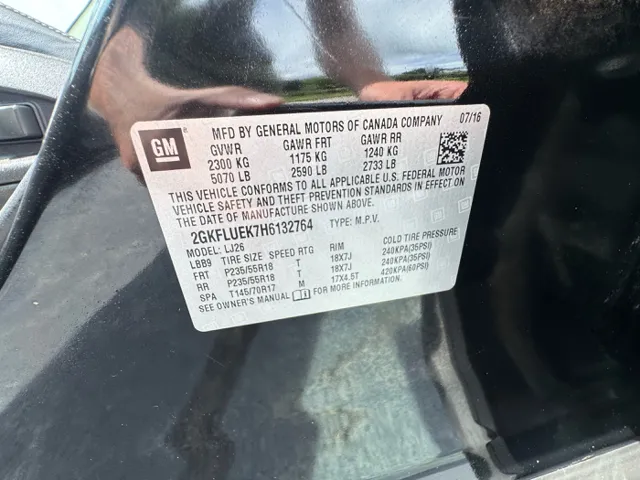 GM
MFD BY GENERAL MOTORS OF CANADA COMPANY 07/16
GVWR GAWR FRT GAWR RR
2300 KG 1175 KG 1240 KG
5070 LB 2590 LB 2733 LB
THIS VEHICLE CONFORMS TO ALL APPLICABLE U.S. FEDERAL MOTOR
VEHICLE SAFETY AND THEFT PREVENTION STANDARDS IN EFFECT ON
THE DATE OF MANUFACTURE SHOWN ABOVE.
2GKFLUEK7H6132764 TYPE: M.P.V.
MODEL: LJ26
LBB9 TIRE SIZE SPEED RTG RIM COLD TIRE PRESSURE
FRT P235/55R18 T 18X7J 240KPA(35PSI)
RR P235/55R18 T 18X7J 240KPA(35PSI)
SPA T145/70R17 M 17X4.5T 420KPA(60PSI)
SEE OWNER'S MANUAL FOR MORE INFORMATION.